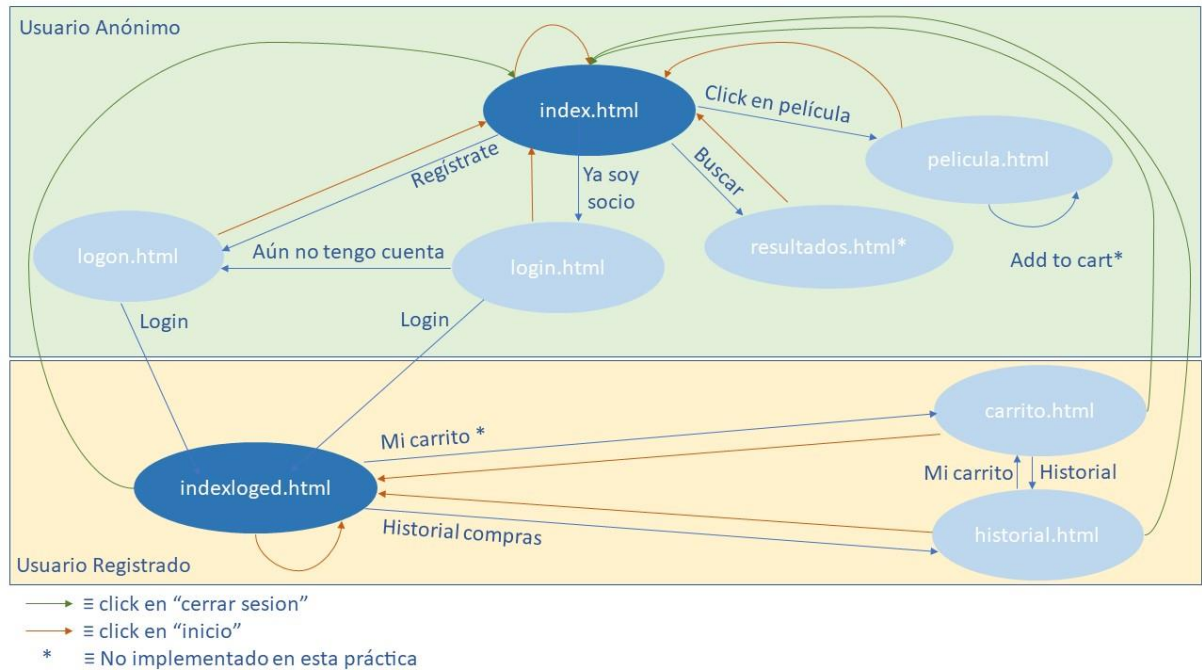 Usuario Anónimo
index.html
Click en película
pelicula.html
Regístrate
Ya soy
socio
Buscar
logon.html
Aún no tengo cuenta
login.html
resultados.html*
Add to cart*
Login
Login
carrito.html
Mi carrito *
Mi carrito
Historial
indexloged.html
Historial compras
historial.html
Usuario Registrado
≡ click en “cerrar sesion”
≡ click en “inicio”
* ≡ No implementado en esta práctica